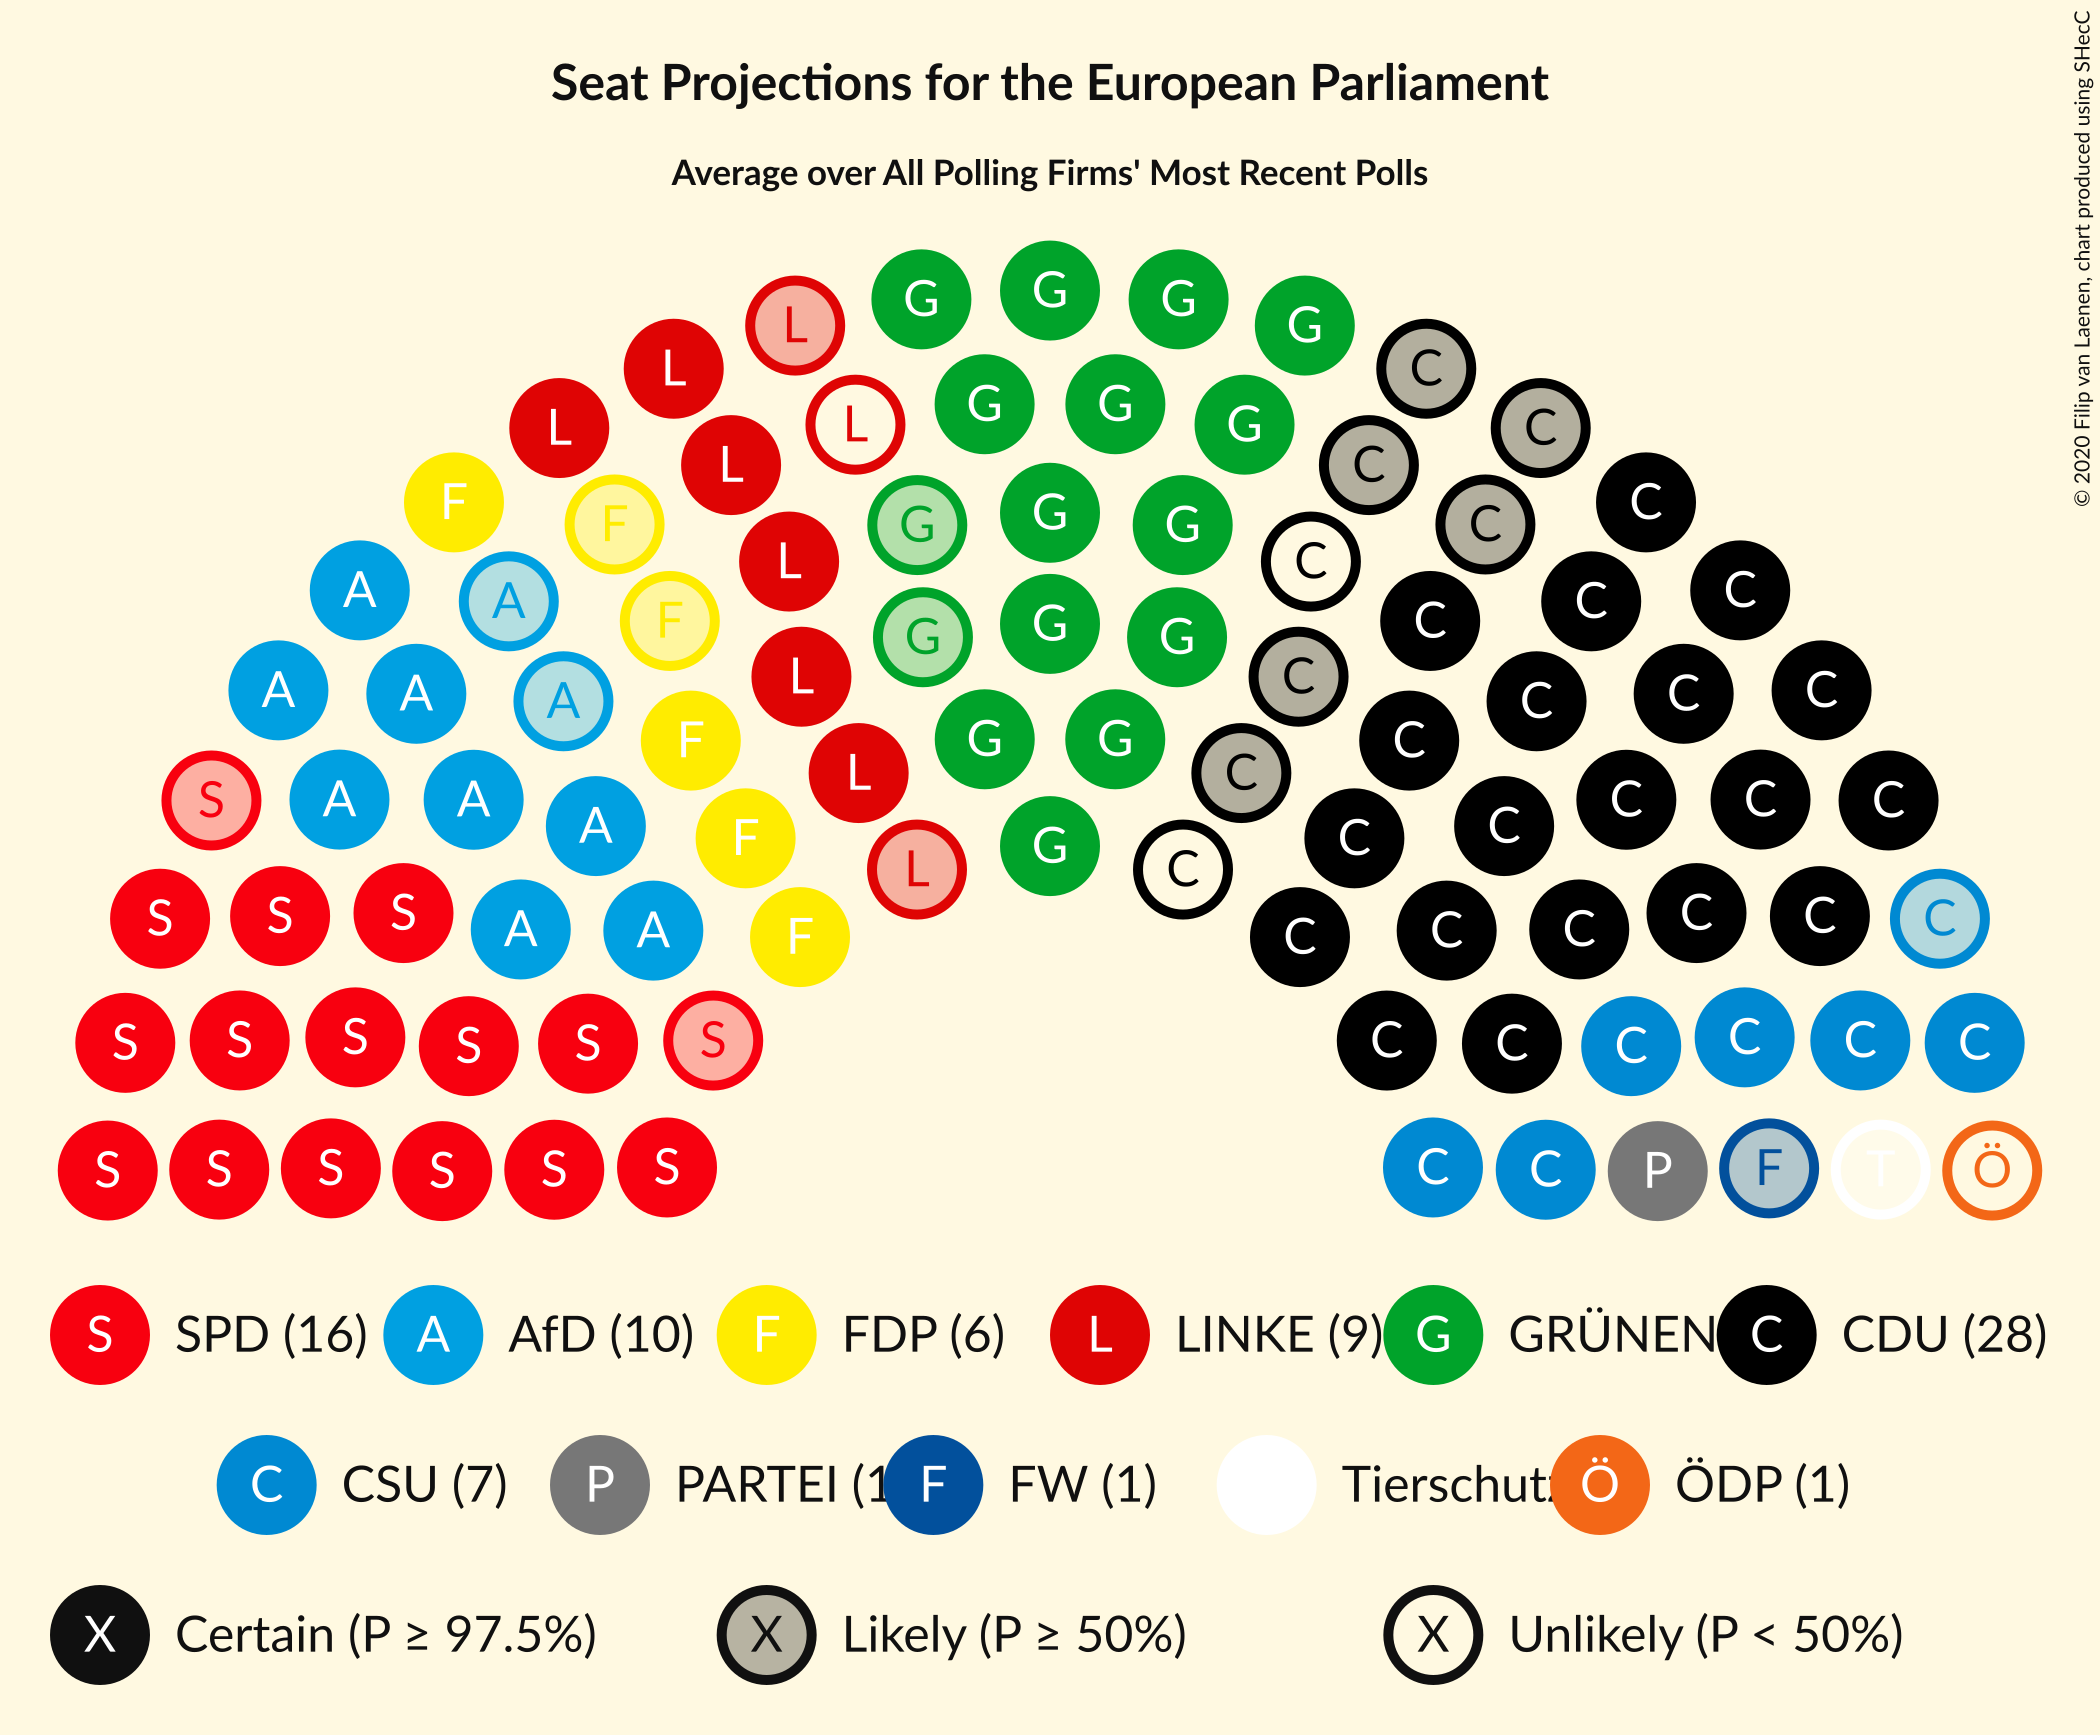 Seat Projections for the European Parliament
Average over All Polling Firms' Most Recent Polls
© 2020 Filip van Laenen, chart produced using SHecC
G G G G
L L
C C
L G G G
F L L
C C C
F G G G
A A F L
C C C C
A A A F L G G G C C C C C
S A A A F L G G C C C C C C
S S S A A F L G C C C C C C C
S S S S S S C C C C C C
S S S S S S C C P F T Ö
S SPD (16) A AfD (10) F FDP (6) L LINKE (9) G GRÜNEN C CDU (28)
C CSU (7) P PARTEI (1 F FW (1) Tierschutz Ö ÖDP (1)
X Certain (P ≥ 97.5%) X Likely (P ≥ 50%) X Unlikely (P < 50%)